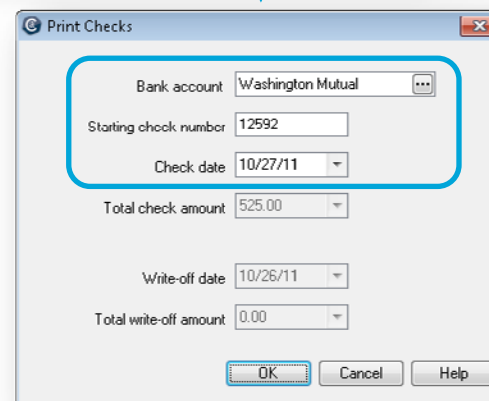 Print Checks
Bank account Washington Mutual ...
Starting check number 12592
Check date 10/27/11
Total check amount 525.00
Write-off date 10/26/11
Total write-off amount 0.00
OK Cancel Help